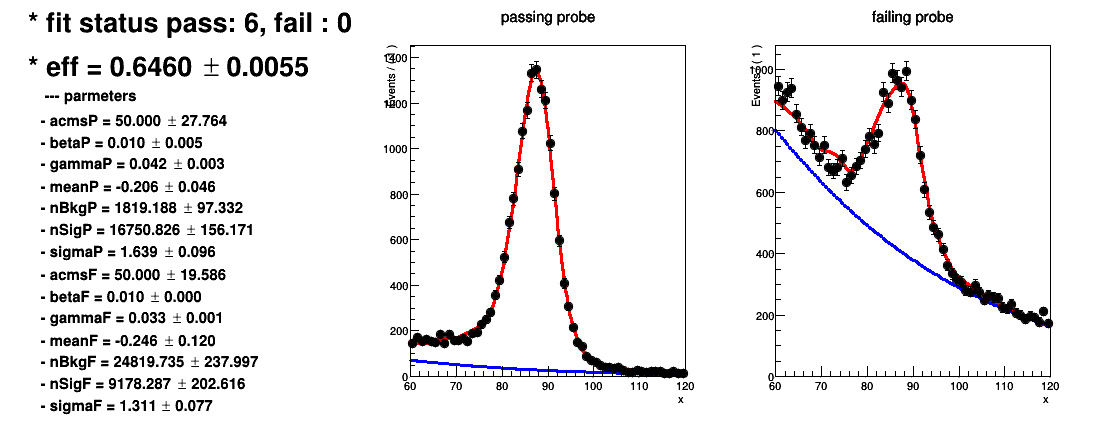 * fit status pass: 6, fail : 0
* eff = 0.6460 ± 0.0055
--- parmeters
- acmsP = 50.000 ± 27.764
- betaP = 0.010 ± 0.005
- gammaP = 0.042 ± 0.003
- meanP = -0.206 ± 0.046
- nBkgP = 1819.188 ± 97.332
- nSigP = 16750.826 ± 156.171
- sigmaP = 1.639 ± 0.096
- acmsF = 50.000 ± 19.586
- betaF = 0.010 ± 0.000
- gammaF = 0.033 ± 0.001
- meanF = -0.246 ± 0.120
- nBkgF = 24819.735 ± 237.997
- nSigF = 9178.287 ± 202.616
- sigmaF = 1.311 ± 0.077
passing probe
Events / ( 1 )
1400
1200
1000
800
600
400
200
0
60 70 80 90 100 110 120
x
failing probe
Events / ( 1 )
1000
800
600
400
200
0
60 70 80 90 100 110 120
x